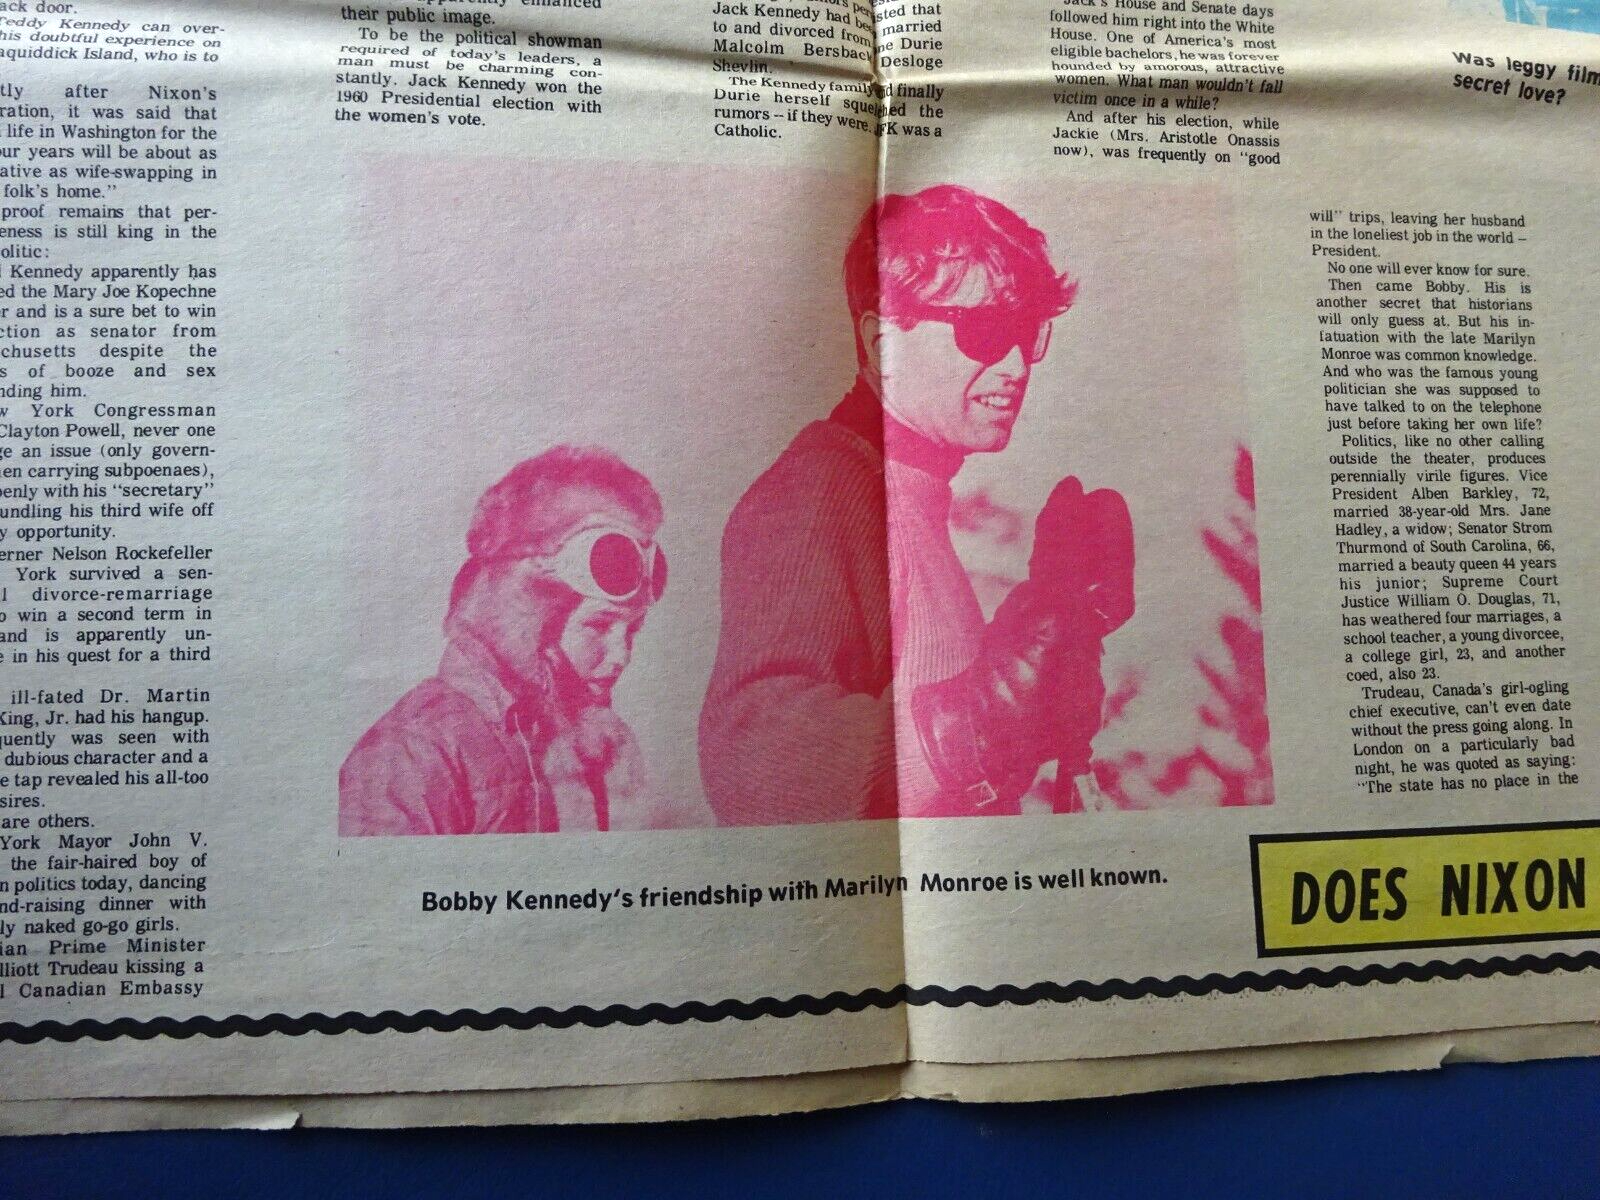 ack door.
Teddy Kennedy can over-
his doubtful experience on
aquiddick Island, who is to
tly after Nixon's
ration, it was said that
life in Washington for the
our years will be about as
ative as wife-swapping in
folk's home."
proof remains that per-
eness is still king in the
olitic:
Kennedy apparently has
ed the Mary Joe Kopechne
r and is a sure bet to win
ction as senator from
chusetts despite the
s of booze and sex
nding him.
w York Congressman
Clayton Powell, never one
ge an issue (only govern-
en carrying subpoenaes),
penly with his "secretary"
undling his third wife off
y opportunity.
erner Nelson Rockefeller
York survived a sen-
l divorce-remarriage
o win a second term in
and is apparently un-
e in his quest for a third
ill-fated Dr. Martin
King, Jr. had his hangup.
quently was seen with
dubious character and a
e tap revealed his all-too
sires.
are others.
York Mayor John V.
the fair-haired boy of
n politics today, dancing
nd-raising dinner with
ly naked go-go girls.
ian Prime Minister
lliott Trudeau kissing a
l Canadian Embassy
apparently enhanced
their public image.
To be the political showman
required of today's leaders, a
man must be charming con-
stantly. Jack Kennedy won the
1960 Presidential election with
the women's vote.
Jack Kennedy had been married
to and divorced from
Malcolm Bersbach Desloge
Shevlin.
The Kennedy family and finally
Durie herself squelched the
rumors -- if they were. JFK was a
Catholic.
Jack's House and Senate days
followed him right into the White
House. One of America's most
eligible bachelors, he was forever
hounded by amorous, attractive
women. What man wouldn't fall
victim once in a while?
And after his election, while
Jackie (Mrs. Aristotle Onassis
now), was frequently on "good
Was leggy film
secret love?
will" trips, leaving her husband
in the loneliest job in the world --
President.
No one will ever know for sure.
Then came Bobby. His is
another secret that historians
will only guess at. But his in-
fatuation with the late Marilyn
Monroe was common knowledge.
And who was the famous young
politician she was supposed to
have talked to on the telephone
just before taking her own life?
Politics, like no other calling
outside the theater, produces
perennially virile figures. Vice
President Alben Barkley, 72,
married 38-year-old Mrs. Jane
Hadley, a widow; Senator Strom
Thurmond of South Carolina, 66,
married a beauty queen 44 years
his junior; Supreme Court
Justice William O. Douglas, 71,
has weathered four marriages, a
school teacher, a young divorcee,
a college girl, 23, and another
coed, also 23.
Trudeau, Canada's girl-ogling
chief executive, can't even date
without the press going along. In
London on a particularly bad
night, he was quoted as saying:
"The state has no place in the
Bobby Kennedy's friendship with Marilyn Monroe is well known.
DOES NIXON